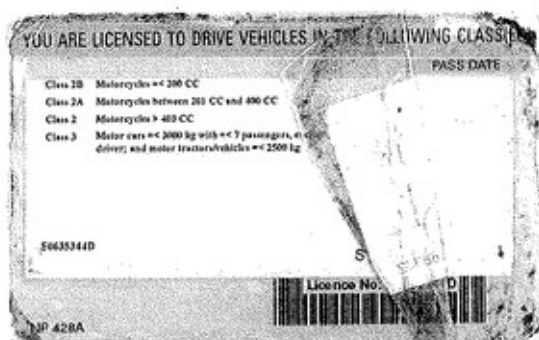 YOU ARE LICENSED TO DRIVE VEHICLES IN THE FOLLOWING CLASS
PASS DATE
Class 2B Motorcycles =< 200 CC
Class 2A Motorcycles between 201 CC and 400 CC
Class 2 Motorcycles > 400 CC
Class 3 Motor cars =< 3000 kg with =< 7 passengers,
driver; and motor tractors/vehicles =< 2500 kg
S0635344D
S
Licence No: D
NP 428A